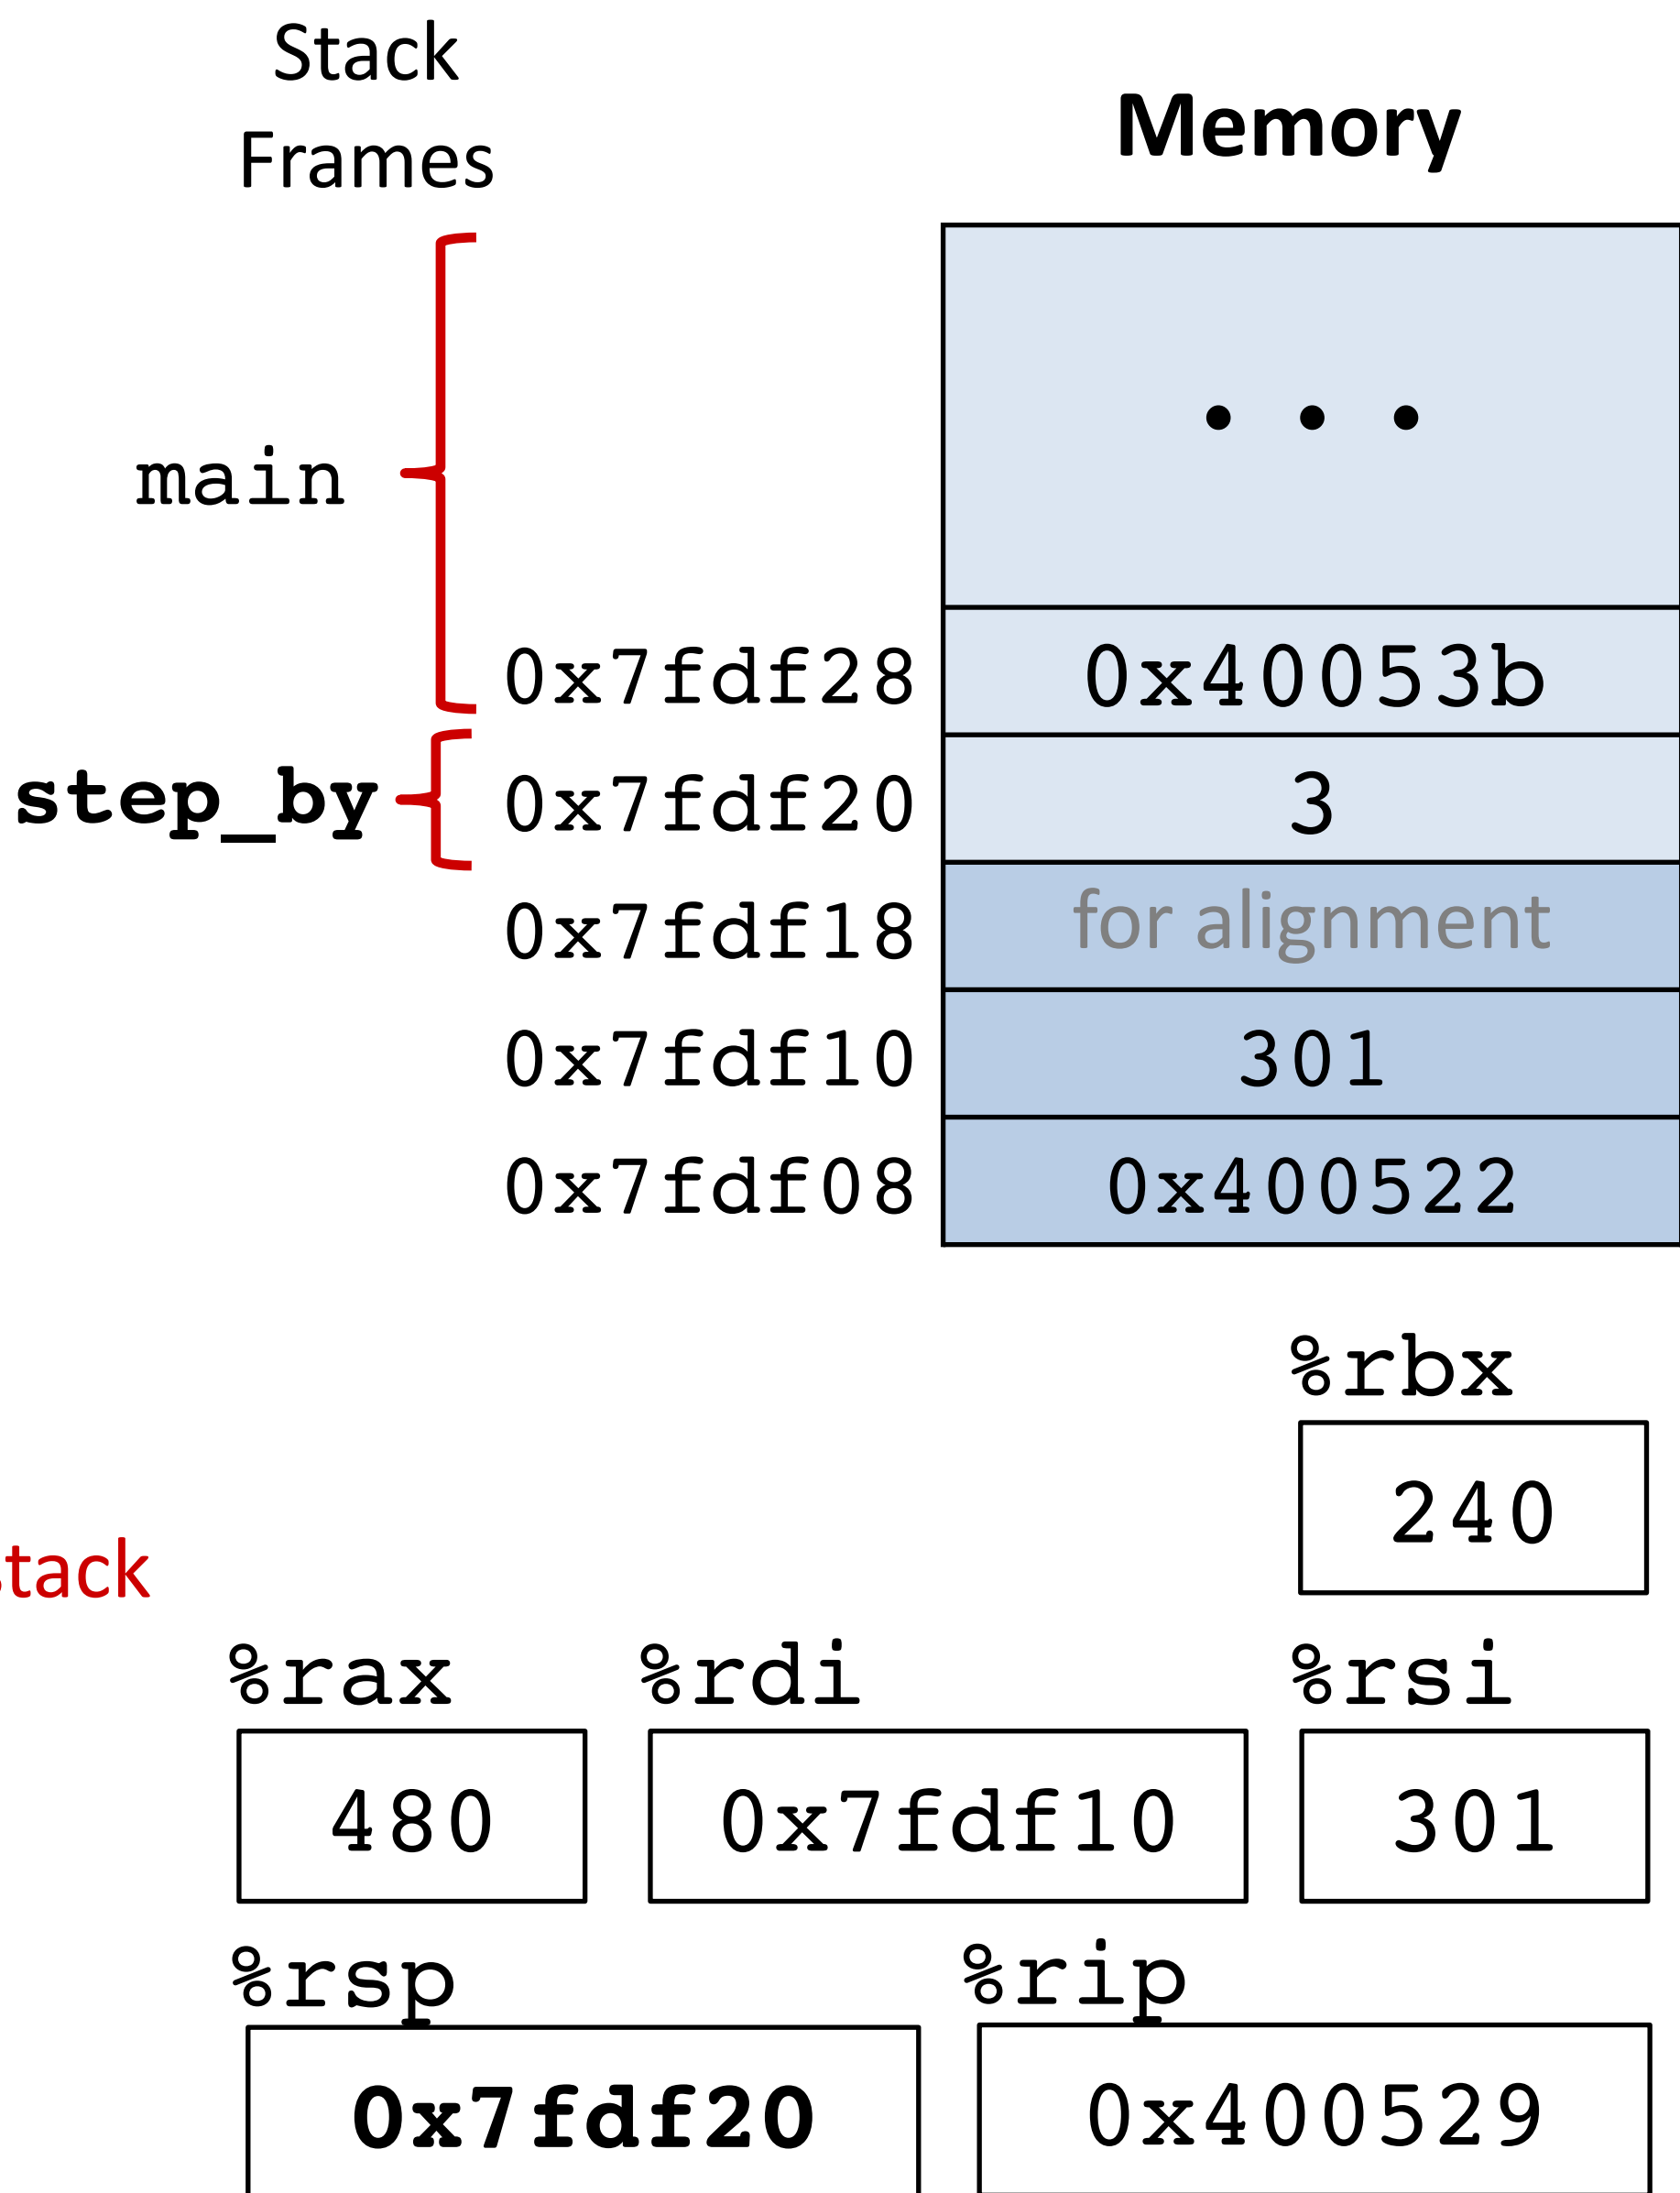 Stack
Frames
Memory
• • •
main
0x7fdf28 0x40053b
step_by 0x7fdf20 3
0x7fdf18 for alignment
0x7fdf10 301
0x7fdf08 0x400522
%rbx
240
tack
%rax %rdi %rsi
480 0x7fdf10 301
%rsp %rip
0x7fdf20 0x400529